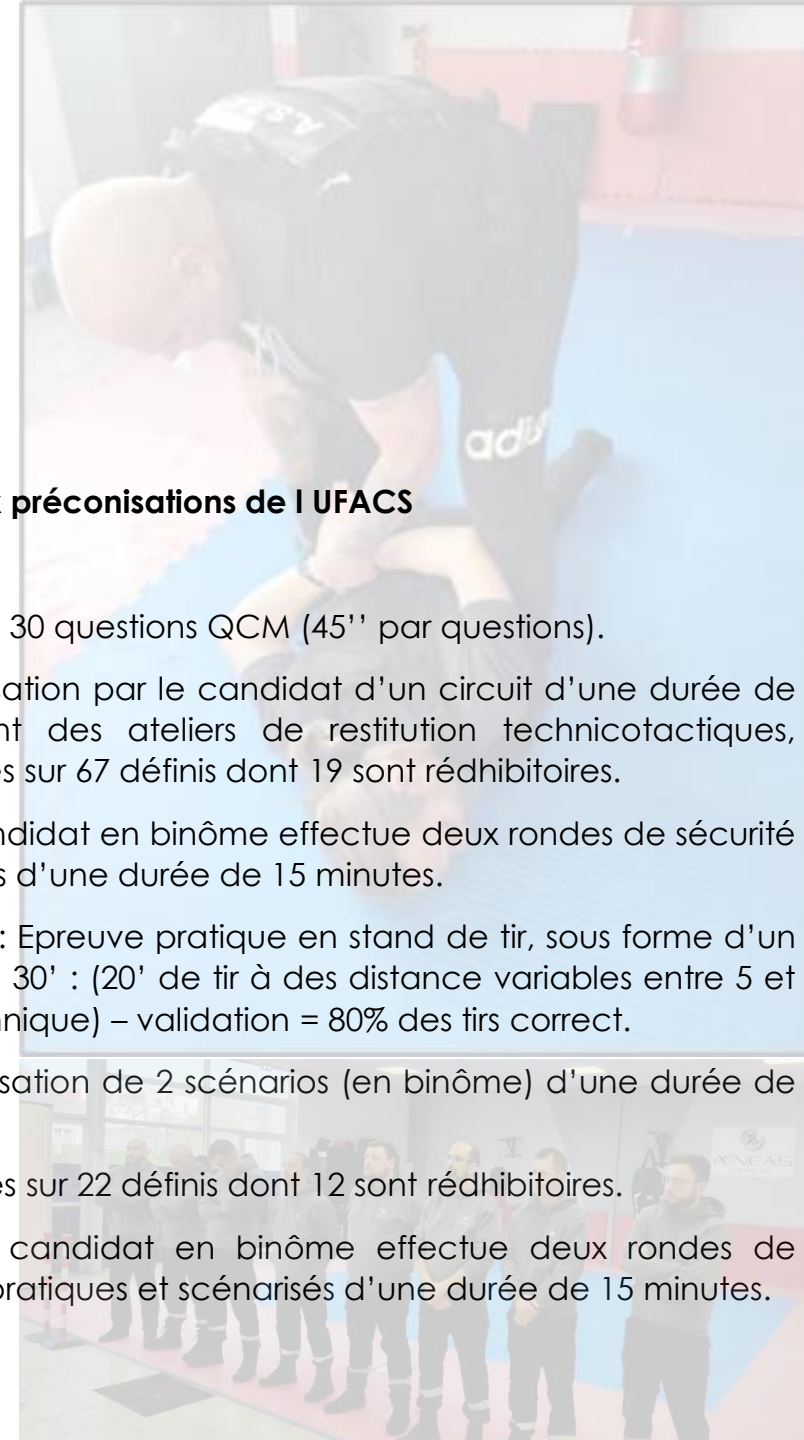 ASP
adidas
préconisations de l UFACS
30 questions QCM (45’’ par questions).
sation par le candidat d’un circuit d’une durée de
nt des ateliers de restitution technicotactiques,
es sur 67 définis dont 19 sont rédhibitoires.
ndidat en binôme effectue deux rondes de sécurité
s d’une durée de 15 minutes.
: Epreuve pratique en stand de tir, sous forme d’un
30’ : (20’ de tir à des distance variables entre 5 et
nique) – validation = 80% des tirs correct.
sation de 2 scénarios (en binôme) d’une durée de
ÆNEAS
es sur 22 définis dont 12 sont rédhibitoires.
candidat en binôme effectue deux rondes de
pratiques et scénarisés d’une durée de 15 minutes.